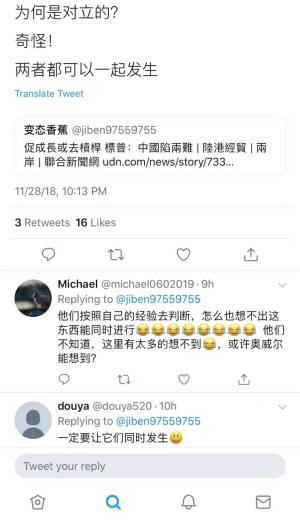 为何是对立的？
奇怪！
两者都可以一起发生
Translate Tweet
变态香蕉 @jiben97559755
促成長或去槓桿 標普：中國陷兩難 | 陸港經貿 | 兩
岸 | 聯合新聞網 udn.com/news/story/733...
11/28/18, 10:13 PM
3 Retweets 16 Likes
Michael @michael0602019 · 9h
Replying to @jiben97559755
他们按照自己的经验去判断，怎么也想不出这
东西能同时进行😂😂😂😂😂😂😂😂 他们
不知道，这里有太多的想不到😂，或许奥威尔
能想到？
douya @douya520 · 10h
Replying to @jiben97559755
一定要让它们同时发生😃
Tweet your reply